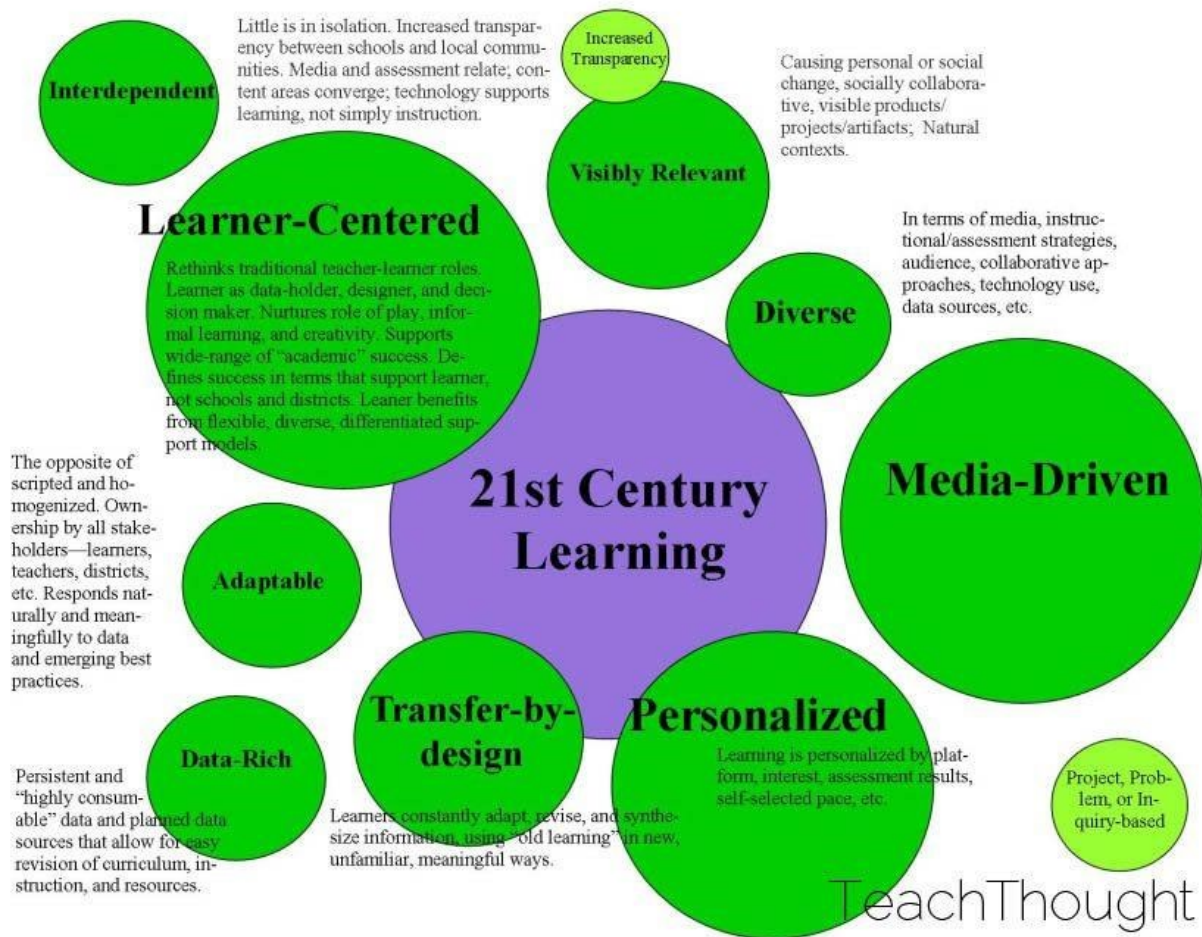 Interdependent
Little is in isolation. Increased transpar-
ency between schools and local commu-
nities. Media and assessment relate; con-
tent areas converge; technology supports
learning, not simply instruction.
Increased
Transparency
Visibly Relevant
Causing personal or social
change, socially collabora-
tive, visible products/
projects/artifacts;  Natural
contexts.
Learner-Centered
Rethinks traditional teacher-learner roles.
Learner as data-holder, designer, and deci-
sion maker. Nurtures role of play, infor-
mal learning, and creativity. Supports
wide-range of “academic” success. De-
fines success in terms that support learner,
not schools and districts. Leaner benefits
from flexible, diverse, differentiated sup-
port models.
Diverse
In terms of media, instruc-
tional/assessment strategies,
audience, collaborative ap-
proaches, technology use,
data sources, etc.
21st Century
Learning
Media-Driven
The opposite of
scripted and ho-
mogenized. Own-
ership by all stake-
holders—learners,
teachers, districts,
etc. Responds natu-
rally and mean-
ingfully to data
and emerging best
practices.
Adaptable
Data-Rich
Persistent and
“highly consum-
able” data and planned data
sources that allow for easy
revision of curriculum, in-
struction, and resources.
Transfer-by-
design
Learners constantly adapt, revise, and synthe-
size information, using “old learning” in new,
unfamiliar, meaningful ways.
Personalized
Learning is personalized by plat-
form, interest, assessment results,
self-selected pace, etc.
Project, Prob-
lem, or In-
quiry-based
TeachThought